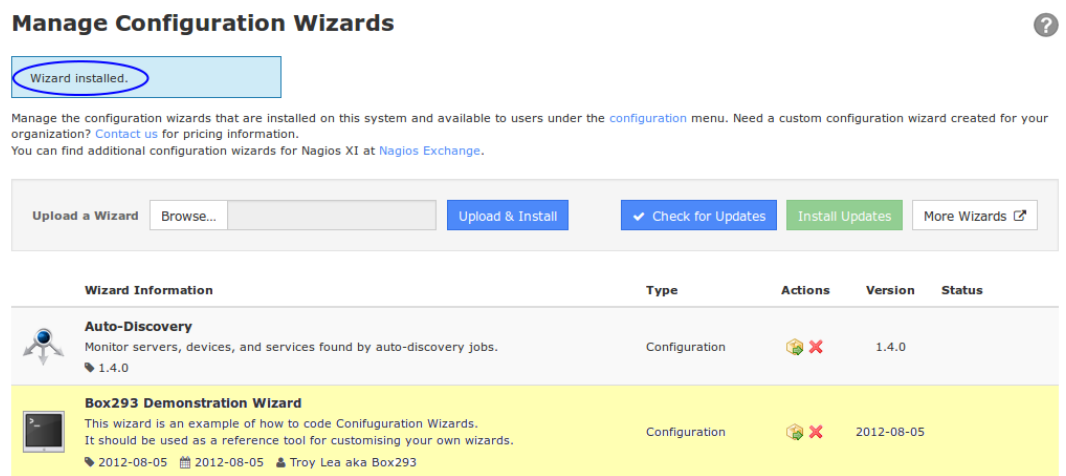 Manage Configuration Wizards
Wizard installed.
Manage the configuration wizards that are installed on this system and available to users under the configuration menu. Need a custom configuration wizard created for your
organization? Contact us for pricing information.
You can find additional configuration wizards for Nagios XI at Nagios Exchange.
Upload a Wizard Browse... Upload & Install Check for Updates Install Updates More Wizards
Wizard Information Type Actions Version Status
Auto-Discovery
Monitor servers, devices, and services found by auto-discovery jobs. Configuration 1.4.0
1.4.0
Box293 Demonstration Wizard
This wizard is an example of how to code Conifuguration Wizards.
It should be used as a reference tool for customising your own wizards. Configuration 2012-08-05
2012-08-05 2012-08-05 Troy Lea aka Box293